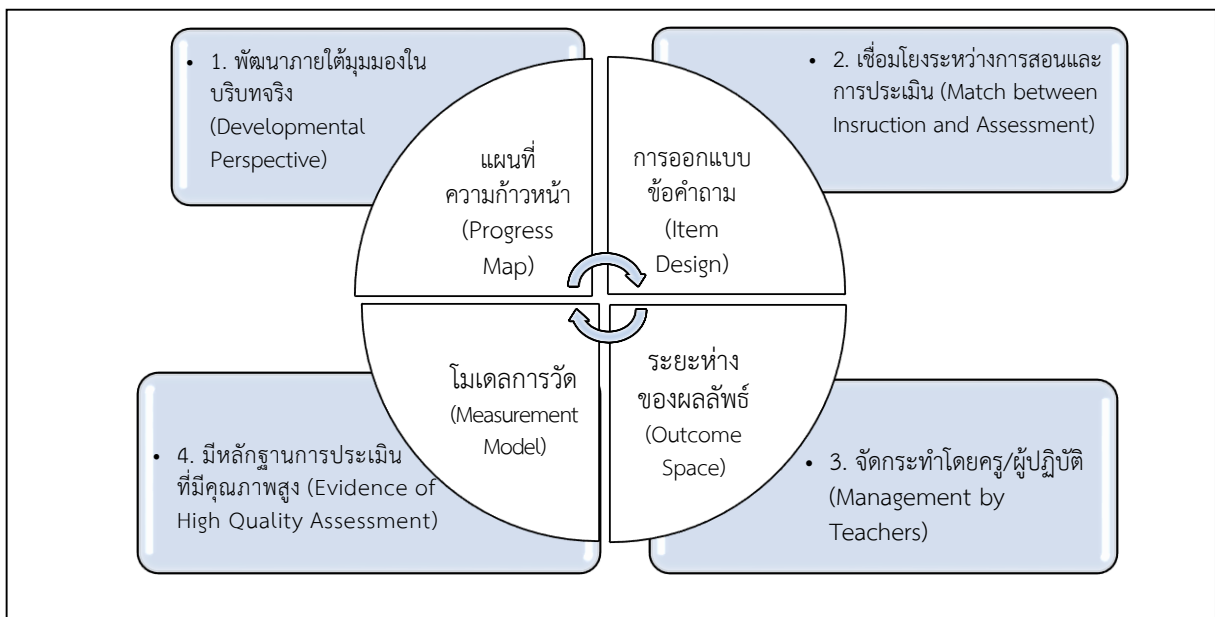 • 1. พัฒนาภายใต้มุมมองใน
บริบทจริง
(Developmental
Perspective)
• 2. เชื่อมโยงระหว่างการสอนและ
การประเมิน (Match between
Insruction and Assessment)
แผนที่
ความก้าวหน้า
(Progress
Map)
การออกแบบ
ข้อคำถาม
(Item
Design)
โมเดลการวัด
(Measurement
Model)
ระยะห่าง
ของผลลัพธ์
(Outcome
Space)
• 4. มีหลักฐานการประเมิน
ที่มีคุณภาพสูง (Evidence of
High Quality Assessment)
• 3. จัดกระทำโดยครู/ผู้ปฏิบัติ
(Management by
Teachers)